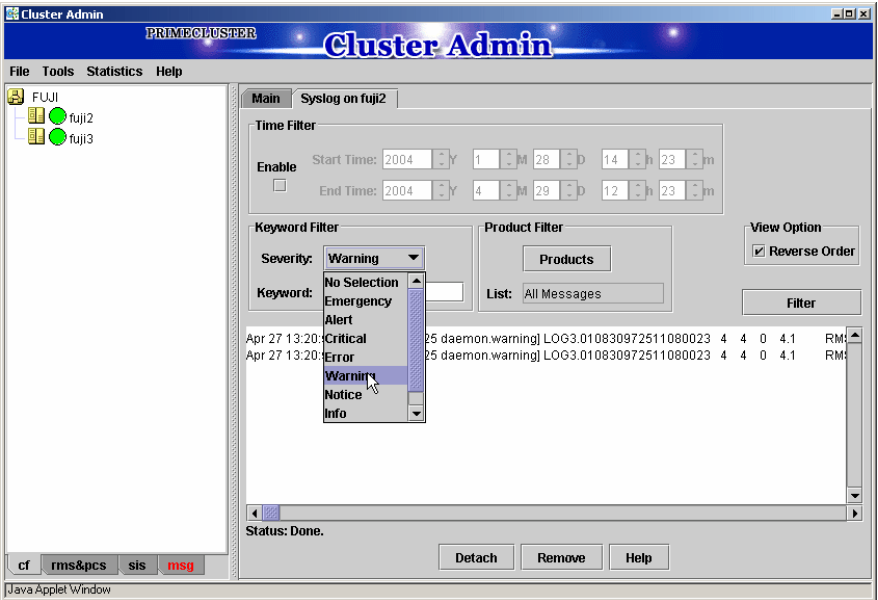 Cluster Admin
PRIMECLUSTER
Cluster Admin
File Tools Statistics Help
FUJI
fuji2
fuji3
Main Syslog on fuji2
Time Filter
Enable
Start Time: 2004 Y 1 M 28 D 14 h 23 m
End Time: 2004 Y 4 M 29 D 12 h 23 m
Keyword Filter
Severity: Warning
Keyword:
No Selection
Emergency
Alert
Critical
Error
Warning
Notice
Info
Product Filter
Products
List: All Messages
View Option
Reverse Order
Filter
Apr 27 13:20: 25 daemon.warning] LOG3.010830972511080023 4 4 0 4.1 RMS
Apr 27 13:20: 25 daemon.warning] LOG3.010830972511080023 4 4 0 4.1 RMS
Status: Done.
Detach Remove Help
cf rms&pcs sis msg
Java Applet Window